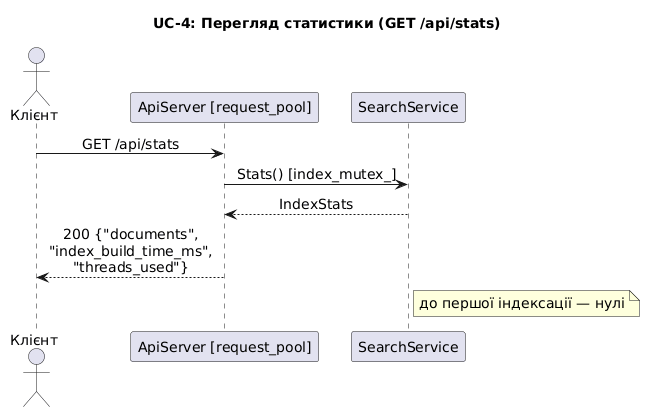 UC-4: Перегляд статистики (GET /api/stats)
Клієнт
ApiServer [request_pool]
SearchService
GET /api/stats
Stats() [index_mutex_]
IndexStats
200 {"documents",
"index_build_time_ms",
"threads_used"}
до першої індексації — нулі
Клієнт
ApiServer [request_pool]
SearchService